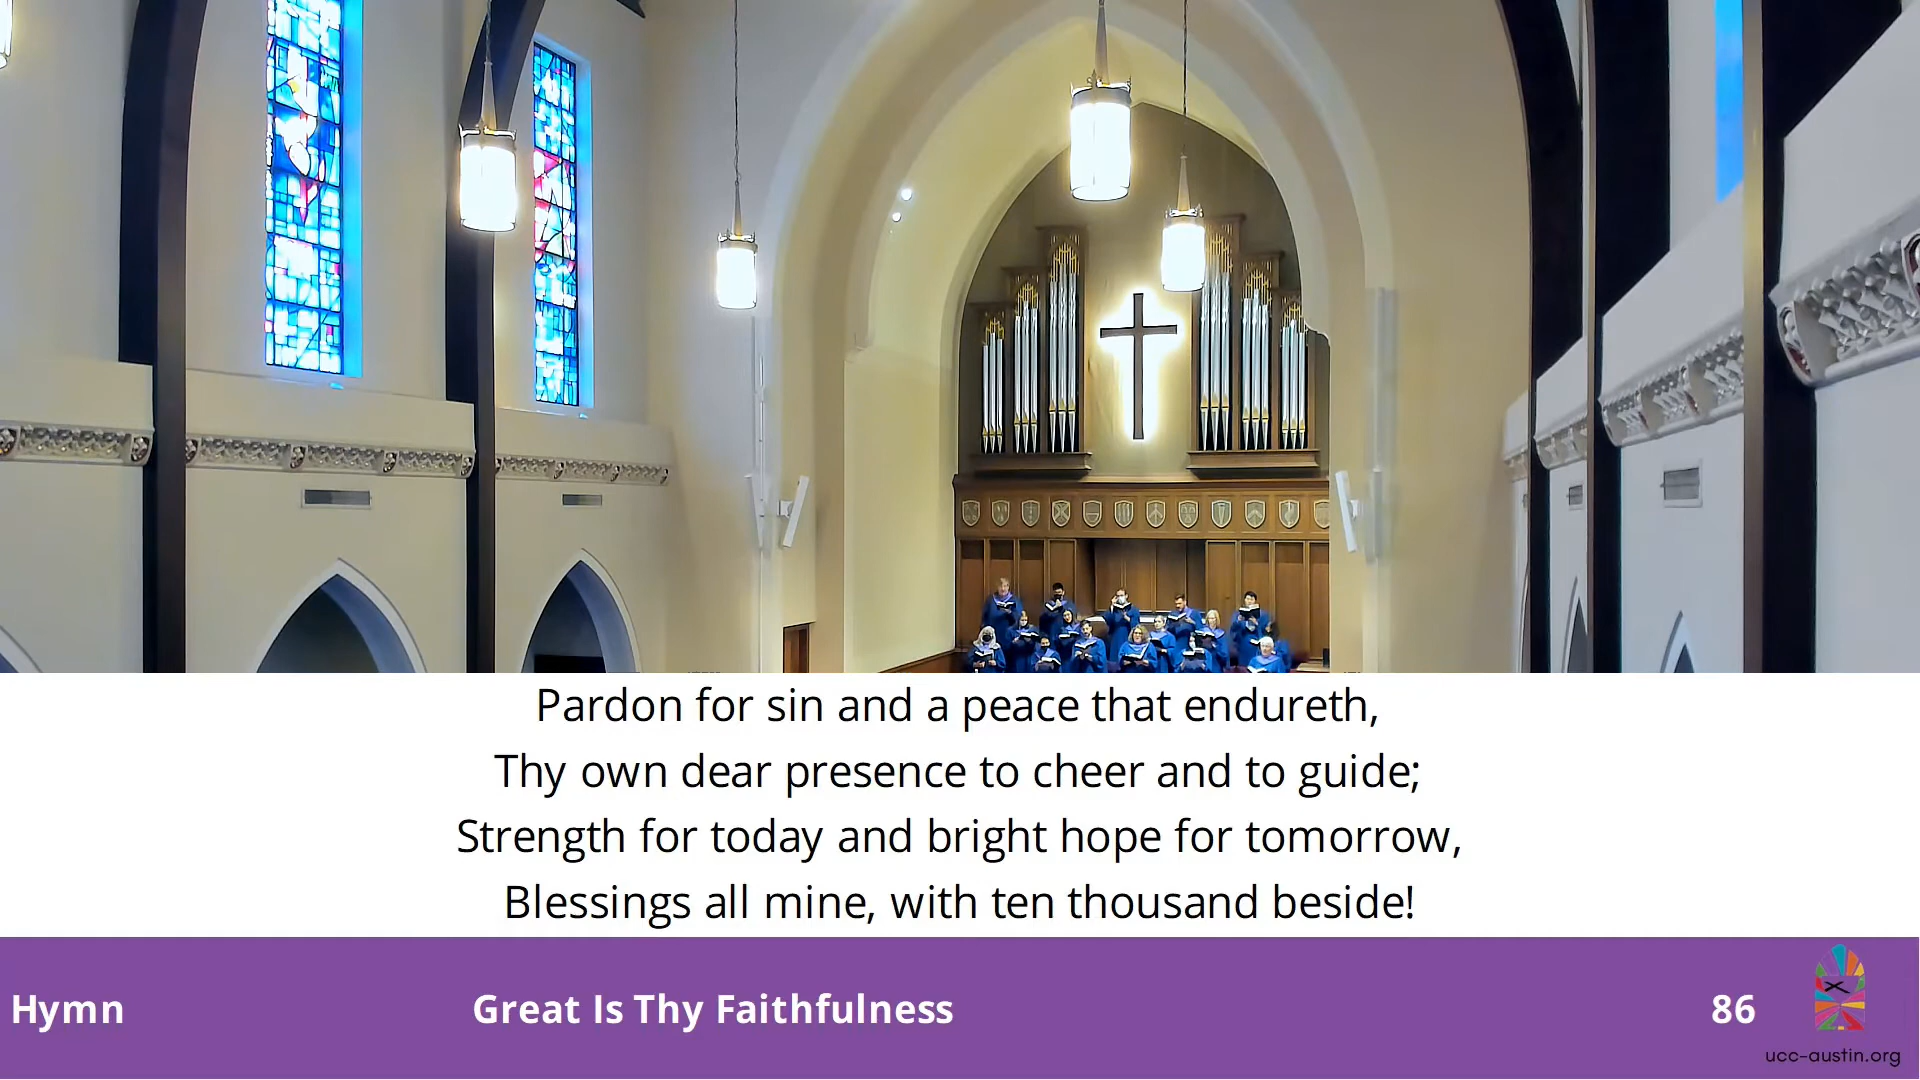 Pardon for sin and a peace that endureth,
Thy own dear presence to cheer and to guide;
Strength for today and bright hope for tomorrow,
Blessings all mine, with ten thousand beside!
Hymn Great Is Thy Faithfulness 86
ucc-austin.org